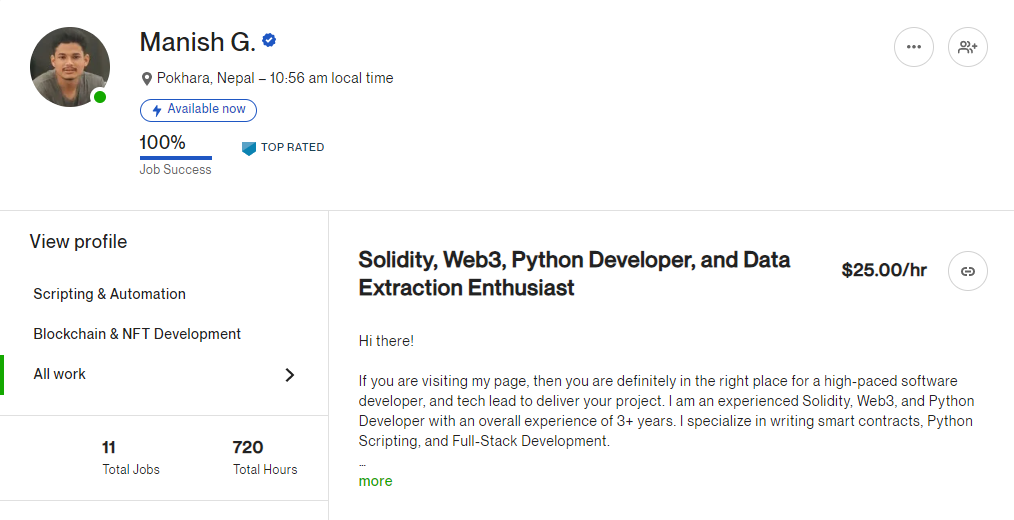 Manish G.
Pokhara, Nepal – 10:56 am local time
Available now
100%
Job Success
TOP RATED
View profile
Scripting & Automation
Blockchain & NFT Development
All work
11
Total Jobs
720
Total Hours
Solidity, Web3, Python Developer, and Data
Extraction Enthusiast
$25.00/hr
Hi there!
If you are visiting my page, then you are definitely in the right place for a high-paced software
developer, and tech lead to deliver your project. I am an experienced Solidity, Web3, and Python
Developer with an overall experience of 3+ years. I specialize in writing smart contracts, Python
Scripting, and Full-Stack Development.
...
more